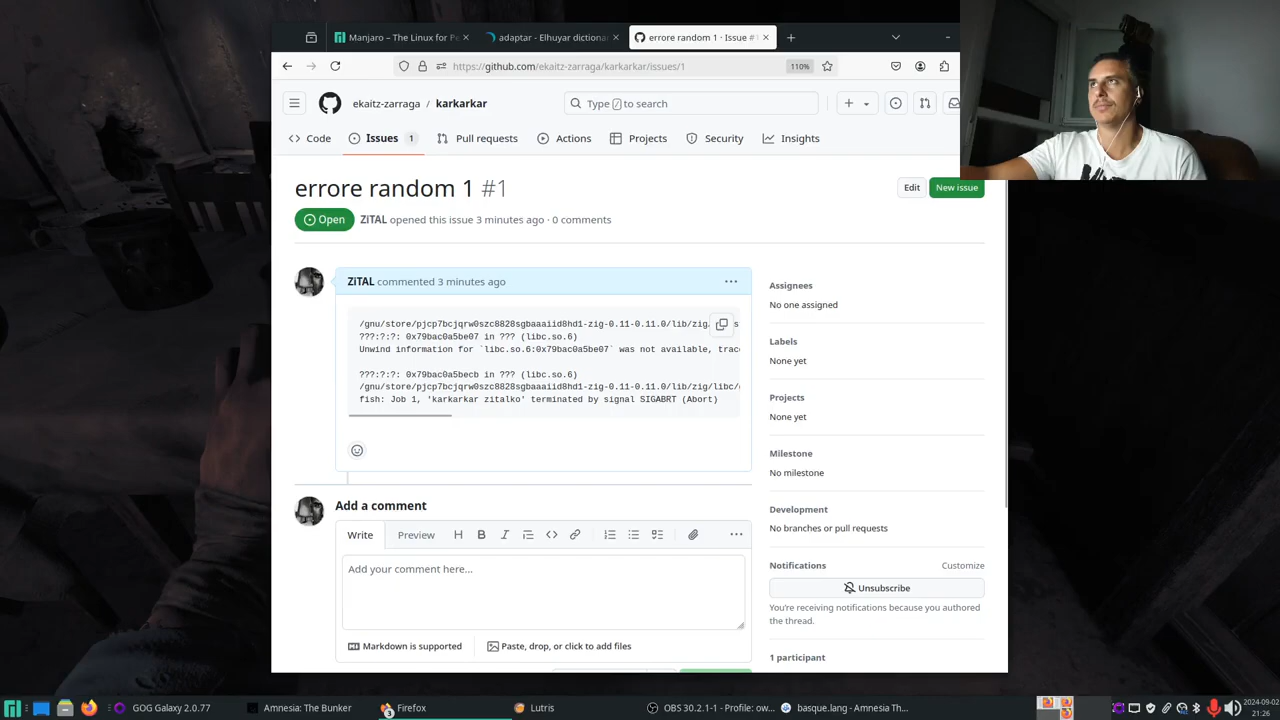 Manjaro – The Linux for Pe
adaptar - Elhuyar dictionar
errore random 1 · Issue #1
https://github.com/ekaitz-zarraga/karkarkar/issues/1
110%
ekaitz-zarraga / karkarkar
Type / to search
Code
Issues 1
Pull requests
Actions
Projects
Security
Insights
errore random 1 #1
Edit
New issue
Open
ZiTAL opened this issue 3 minutes ago · 0 comments
ZiTAL commented 3 minutes ago
/gnu/store/pjcp7bcjqrw0szc8828sgbaaaiid8hd1-zig-0.11-0.11.0/lib/zig/
???:?:?: 0x79bac0a5be07 in ??? (libc.so.6)
Unwind information for `libc.so.6:0x79bac0a5be07` was not available, trac
???:?:?: 0x79bac0a5becb in ??? (libc.so.6)
/gnu/store/pjcp7bcjqrw0szc8828sgbaaaiid8hd1-zig-0.11-0.11.0/lib/zig/libc/
fish: Job 1, 'karkarkar zitalko' terminated by signal SIGABRT (Abort)
Assignees
No one assigned
Labels
None yet
Projects
None yet
Milestone
No milestone
Development
No branches or pull requests
Notifications
Customize
Unsubscribe
You're receiving notifications because you authored
the thread.
1 participant
Add a comment
Write
Preview
Add your comment here...
Markdown is supported
Paste, drop, or click to add files
GOG Galaxy 2.0.77
Amnesia: The Bunker
3
Firefox
Lutris
OBS 30.2.1-1 - Profile: ow...
basque.lang - Amnesia Th...
2024-09-02
21:26